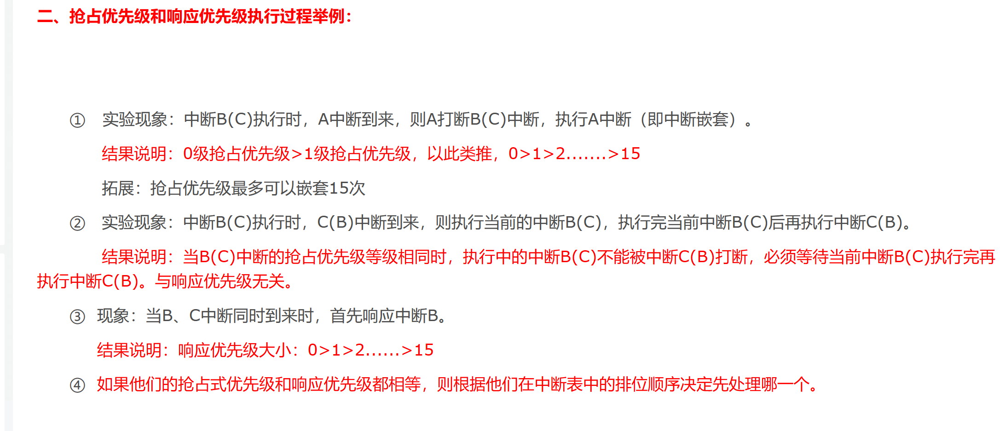 二、抢占优先级和响应优先级执行过程举例：
① 实验现象：中断B(C)执行时，A中断到来，则A打断B(C)中断，执行A中断（即中断嵌套）。
结果说明：0级抢占优先级>1级抢占优先级，以此类推，0>1>2.......>15
拓展：抢占优先级最多可以嵌套15次
② 实验现象：中断B(C)执行时，C(B)中断到来，则执行当前的中断B(C)，执行完当前中断B(C)后再执行中断C(B)。
结果说明：当B(C)中断的抢占优先级等级相同时，执行中的中断B(C)不能被中断C(B)打断，必须等待当前中断B(C)执行完再
执行中断C(B)。与响应优先级无关。
③ 现象：当B、C中断同时到来时，首先响应中断B。
结果说明：响应优先级大小：0>1>2......>15
④ 如果他们的抢占式优先级和响应优先级都相等，则根据他们在中断表中的排位顺序决定先处理哪一个。